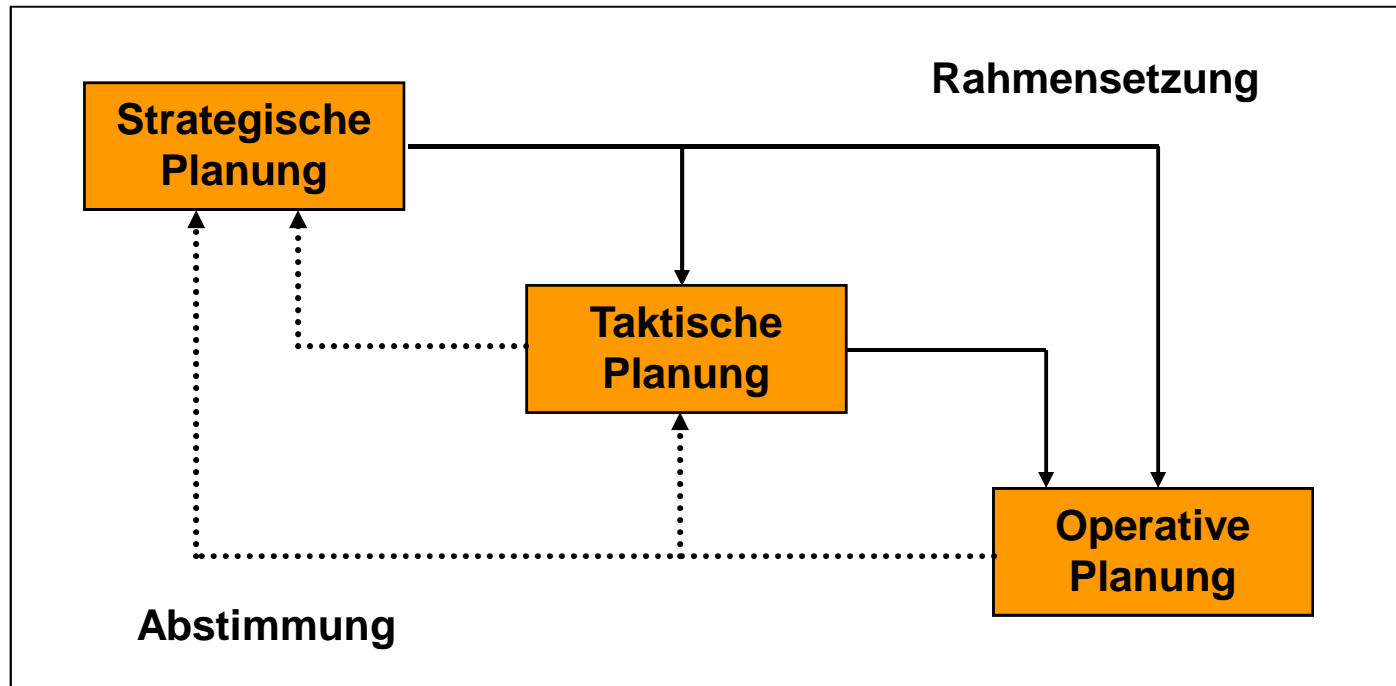 Rahmensetzung
Strategische
Planung
Taktische
Planung
Operative
Planung
Abstimmung